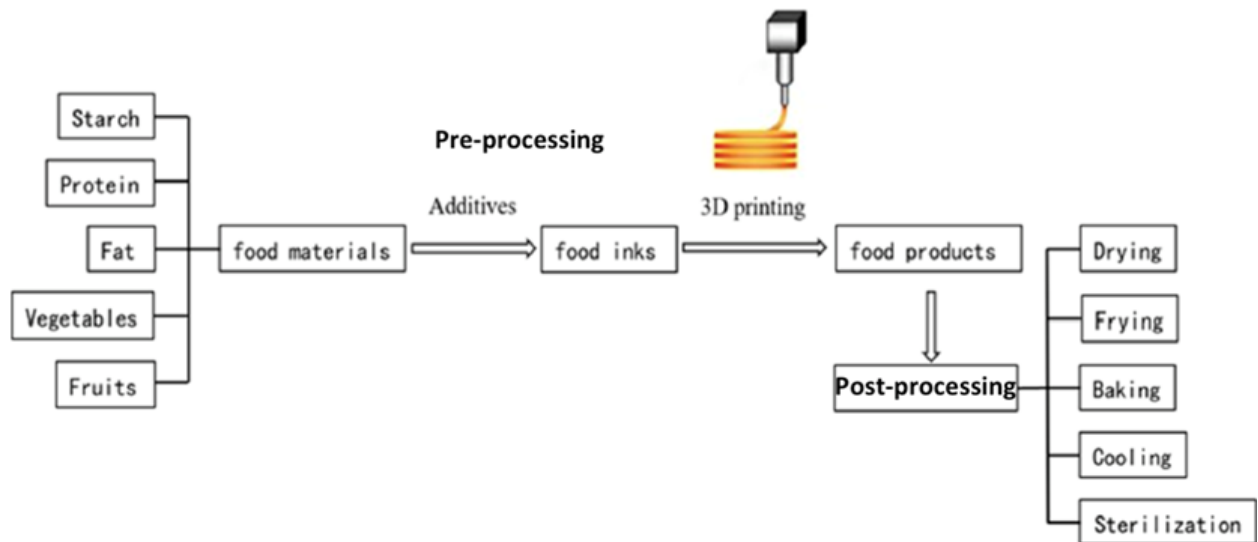 Starch
Protein
Fat
Vegetables
Fruits
food materials
Pre-processing
Additives
food inks
3D printing
food products
Post-processing
Drying
Frying
Baking
Cooling
Sterilization